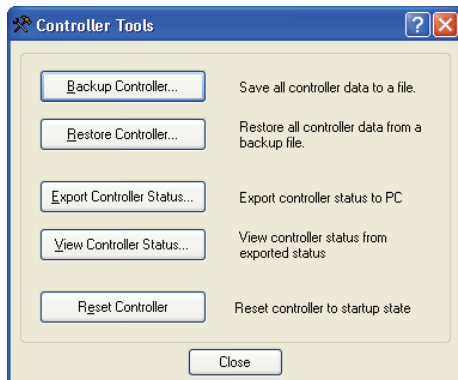 Controller Tools
Backup Controller...
Save all controller data to a file.
Restore Controller...
Restore all controller data from a
backup file.
Export Controller Status...
Export controller status to PC
View Controller Status...
View controller status from
exported status
Reset Controller
Reset controller to startup state
Close